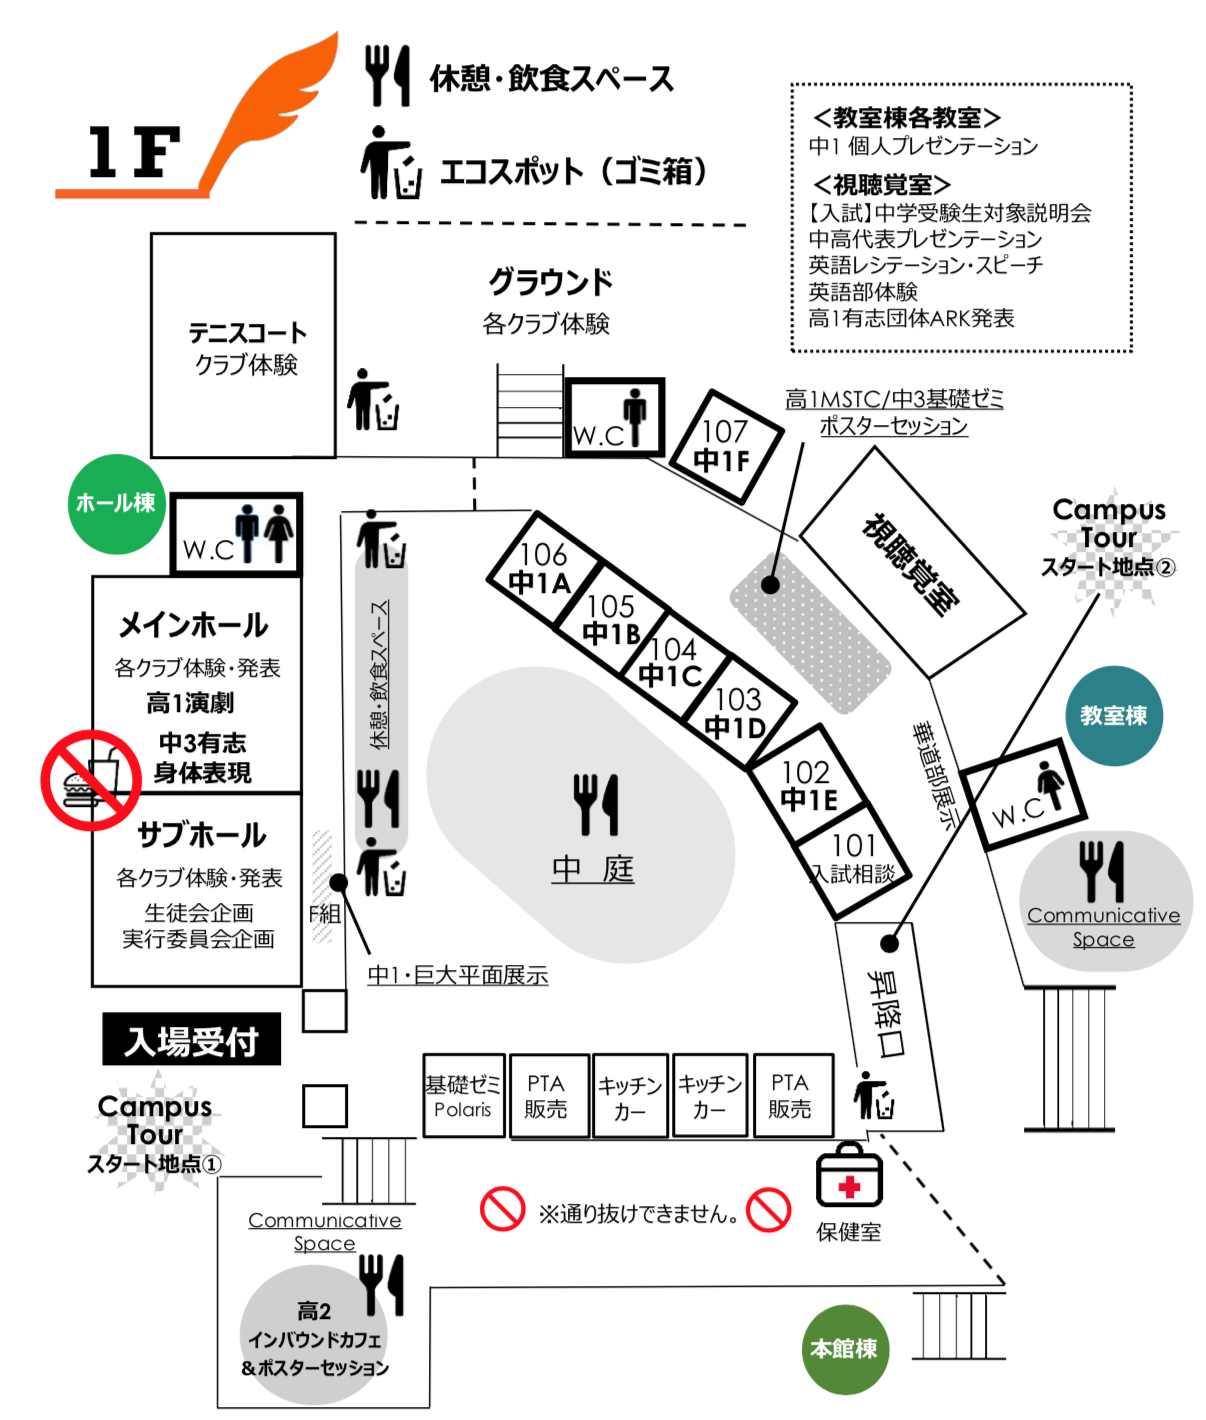 1F
休憩・飲食スペース
エコスポット（ゴミ箱）
＜教室棟各教室＞
中1 個人プレゼンテーション
＜視聴覚室＞
【入試】中学受験生対象説明会
中高代表プレゼンテーション
英語レシテーション・スピーチ
英語部体験
高1有志団体ARK発表
グラウンド
各クラブ体験
テニスコート
クラブ体験
W.C
107
中1F
高1MSTC/中3基礎ゼミ
ポスターセッション
ホール棟
W.C
視聴覚室
Campus
Tour
スタート地点②
106
中1A
105
中1B
104
中1C
103
中1D
102
中1E
101
入試相談
メインホール
各クラブ体験・発表
高1演劇
中3有志
身体表現
休憩・飲食スペース
教室棟
華道部展示
W.C
サブホール
各クラブ体験・発表
生徒会企画
実行委員会企画
F組
中 庭
Communicative
Space
中1・巨大平面展示
昇降口
入場受付
Campus
Tour
スタート地点①
基礎ゼミ
Polaris
PTA
販売
キッチン
カー
キッチン
カー
PTA
販売
※通り抜けできません。
保健室
Communicative
Space
高2
インバウンドカフェ
＆ポスターセッション
本館棟